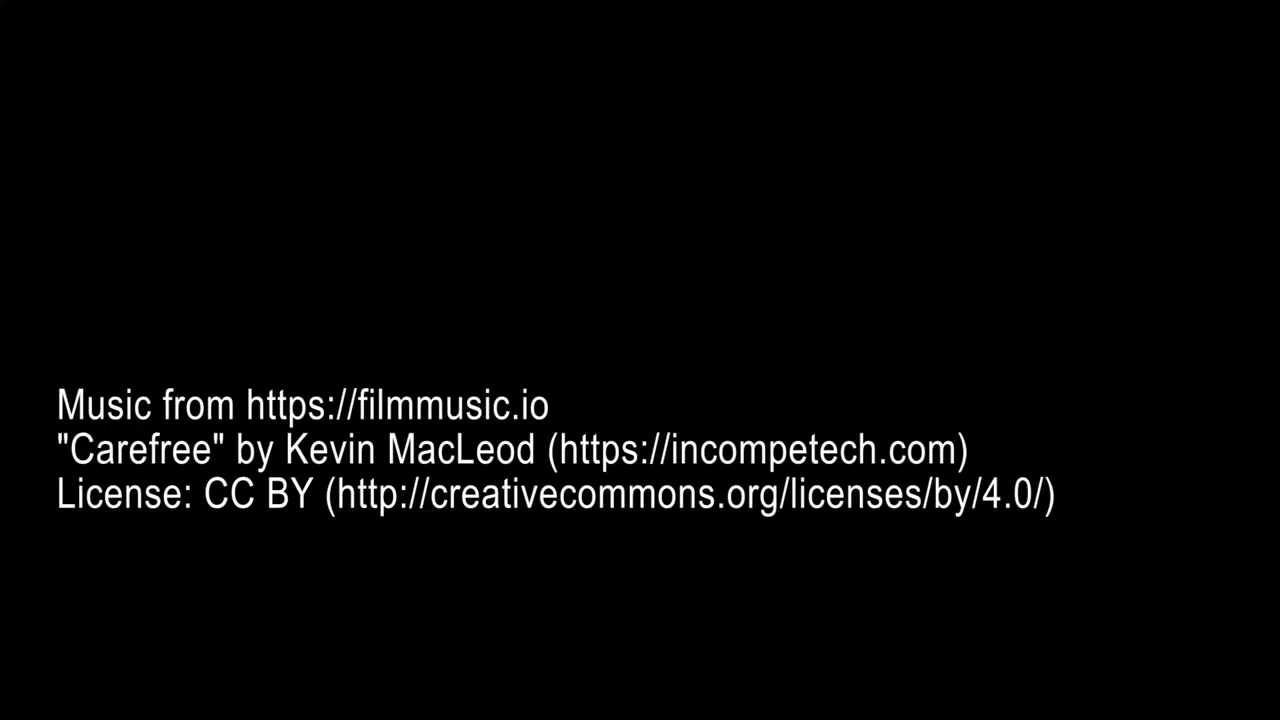 Music from https://filmmusic.io
"Carefree" by Kevin MacLeod (https://incompetech.com)
License: CC BY (http://creativecommons.org/licenses/by/4.0/)